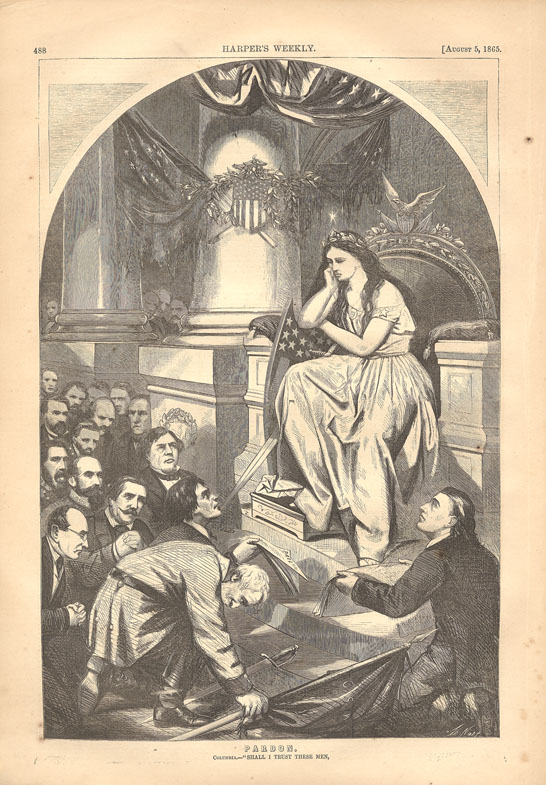 488
HARPER'S WEEKLY.
[AUGUST 5, 1865.
PARDON.
COLUMBIA.—"SHALL I TRUST THESE MEN,